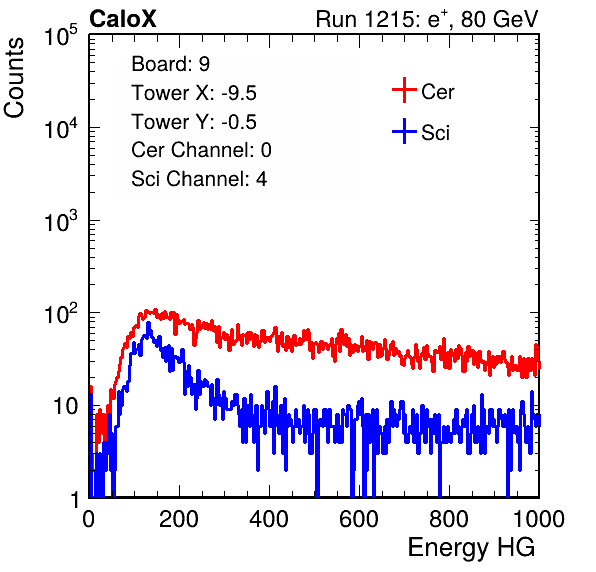 CaloX Run 1215: e⁺, 80 GeV
Counts
Board: 9
Tower X: -9.5
Tower Y: -0.5
Cer Channel: 0
Sci Channel: 4
Cer
Sci
10⁵
10⁴
10³
10²
10
1
0 200 400 600 800 1000
Energy HG